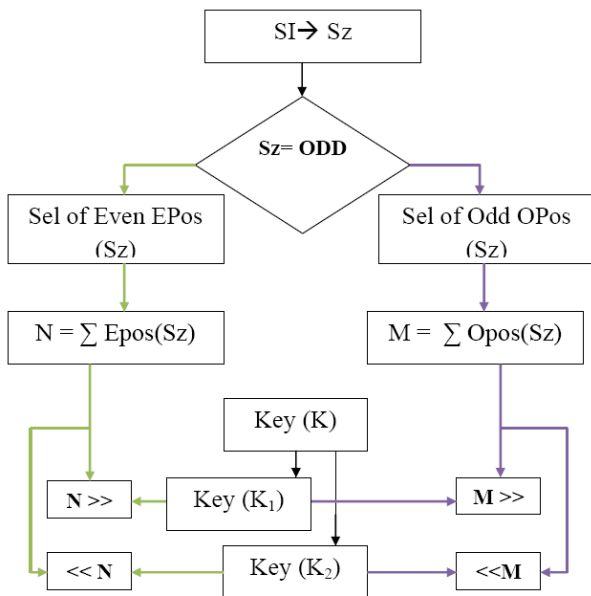 SI→ Sz
Sz= ODD
Sel of Even EPos
(Sz)
Sel of Odd OPos
(Sz)
N = ∑ Epos(Sz)
M = ∑ Opos(Sz)
Key (K)
N >>
Key (K₁)
M >>
<< N
Key (K₂)
<<M